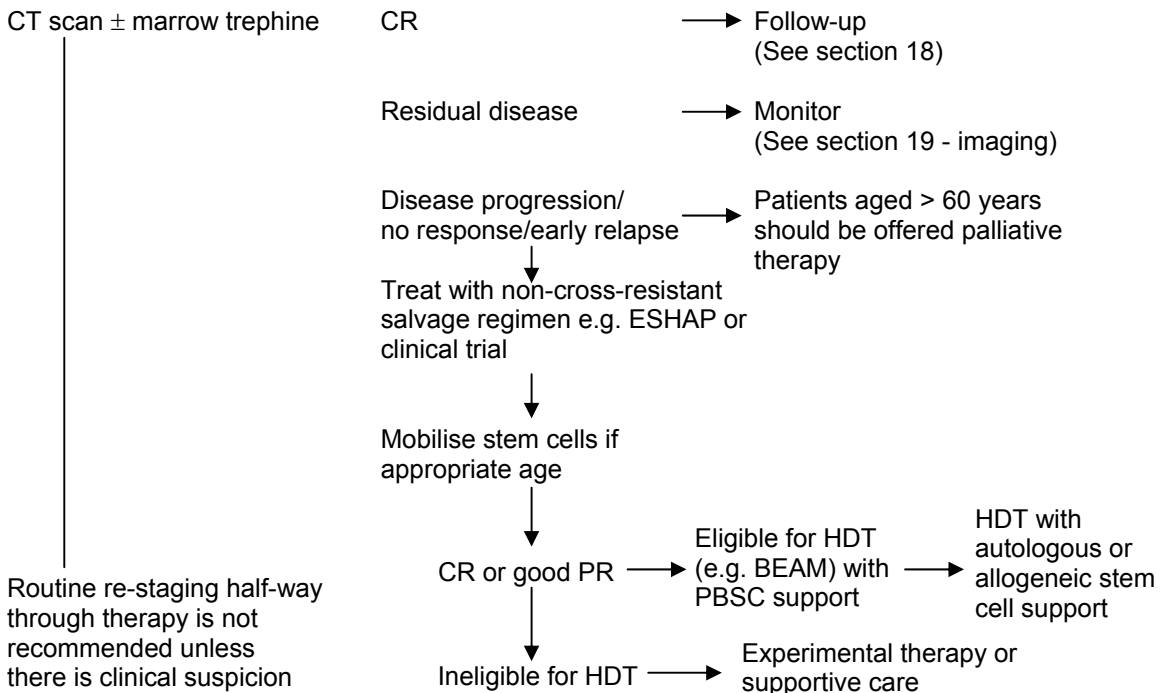 CT scan ± marrow trephine
CR
Follow-up
(See section 18)
Residual disease
Monitor
(See section 19 - imaging)
Disease progression/
no response/early relapse
Patients aged > 60 years
should be offered palliative
therapy
Treat with non-cross-resistant
salvage regimen e.g. ESHAP or
clinical trial
Mobilise stem cells if
appropriate age
CR or good PR
Eligible for HDT
(e.g. BEAM) with
PBSC support
HDT with
autologous or
allogeneic stem
cell support
Ineligible for HDT
Experimental therapy or
supportive care
Routine re-staging half-way
through therapy is not
recommended unless
there is clinical suspicion